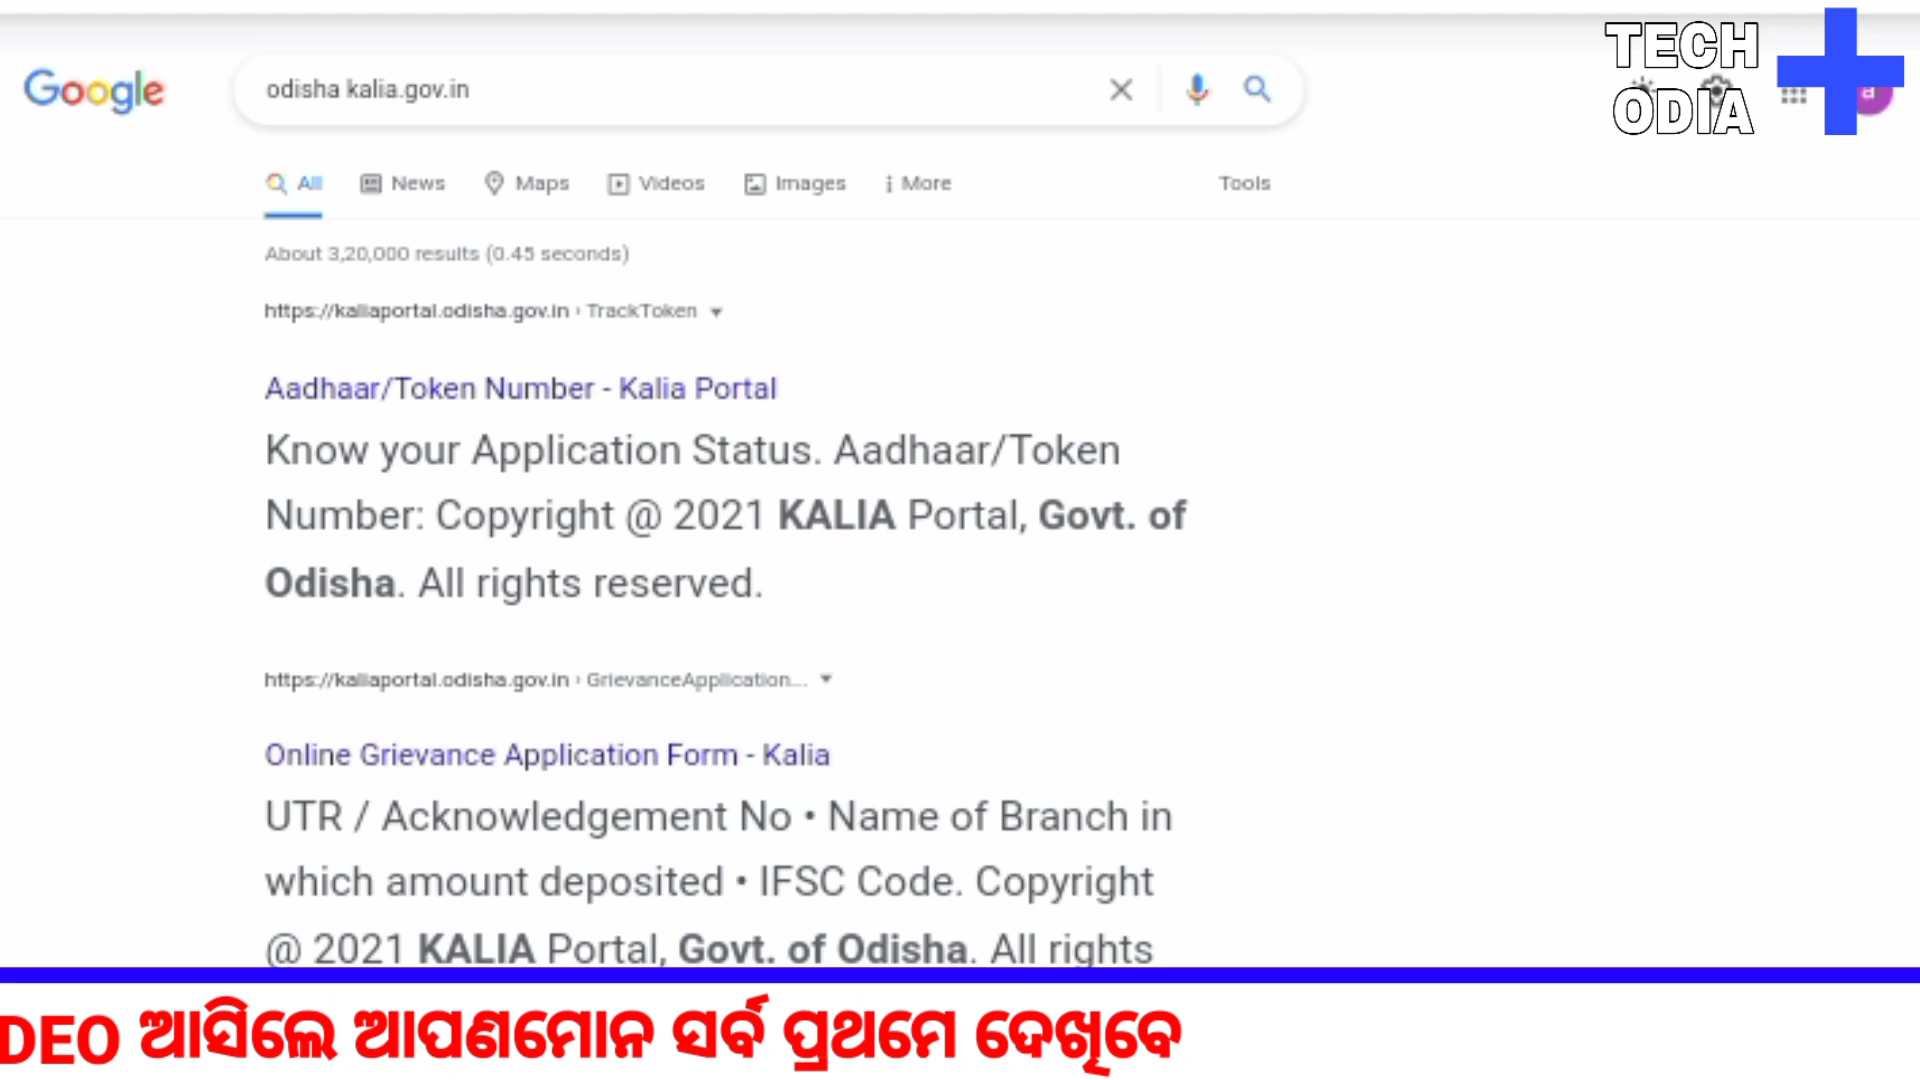 TECH
ODIA
Google
odisha kalia.gov.in
All News Maps Videos Images More Tools
About 3,20,000 results (0.45 seconds)
https://kaliaportal.odisha.gov.in › TrackToken
Aadhaar/Token Number - Kalia Portal
Know your Application Status. Aadhaar/Token
Number: Copyright @ 2021 KALIA Portal, Govt. of
Odisha. All rights reserved.
https://kaliaportal.odisha.gov.in › GrievanceApplication...
Online Grievance Application Form - Kalia
UTR / Acknowledgement No • Name of Branch in
which amount deposited • IFSC Code. Copyright
@ 2021 KALIA Portal, Govt. of Odisha. All rights
DEO ଆସିଲେ ଆପଣମୋନ ସର୍ବ ପ୍ରଥମେ ଦେଖିବେ